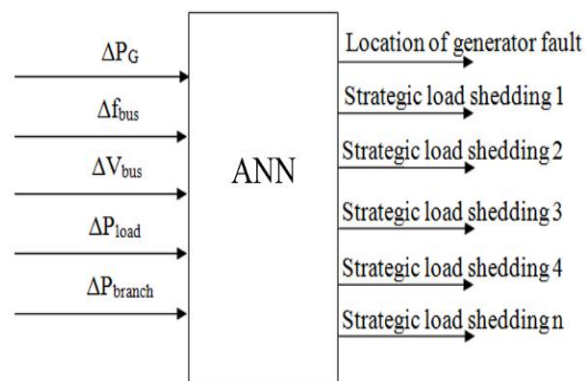 ΔP_G
Δf_bus
ΔV_bus
ΔP_load
ΔP_branch
ANN
Location of generator fault
Strategic load shedding 1
Strategic load shedding 2
Strategic load shedding 3
Strategic load shedding 4
Strategic load shedding n